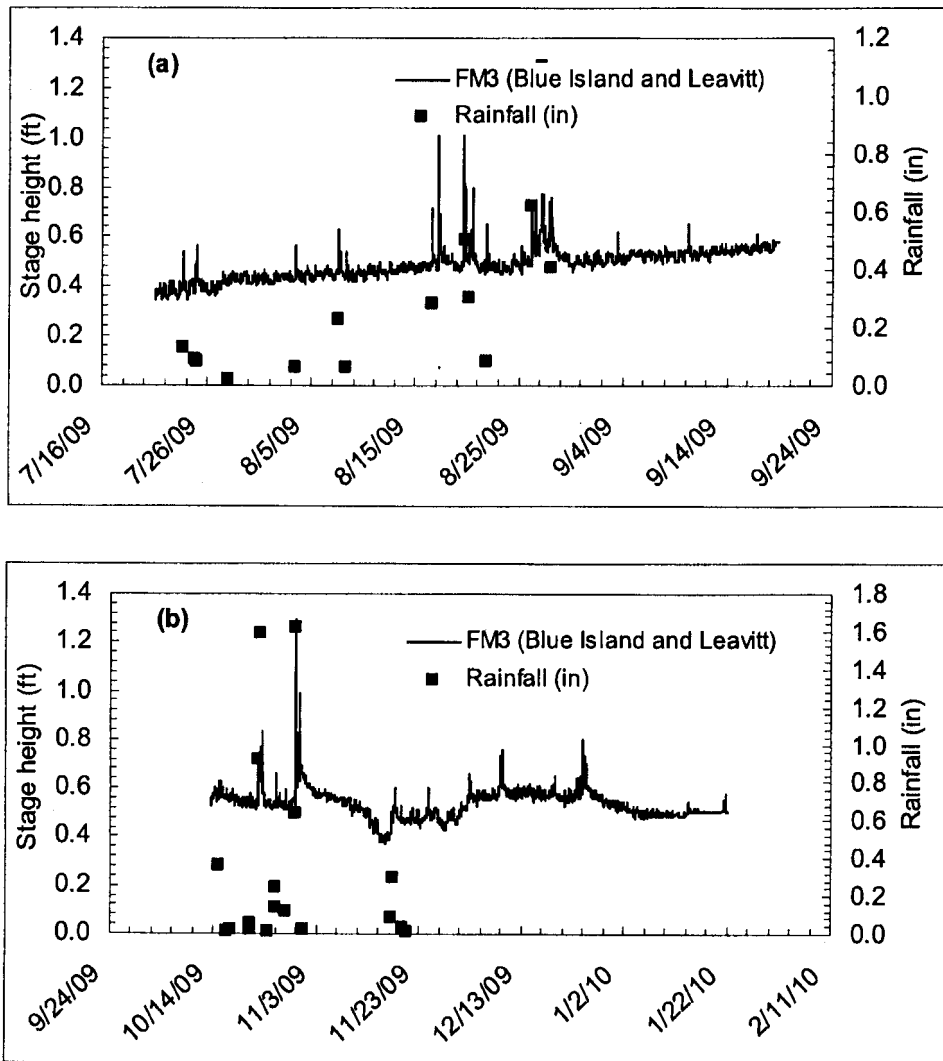 (a)
FM3 (Blue Island and Leavitt)
Rainfall (in)
Stage height (ft)
1.4
1.2
1.0
0.8
0.6
0.4
0.2
0.0
1.2
1.0
0.8
0.6
0.4
0.2
0.0
Rainfall (in)
7/16/09 7/26/09 8/5/09 8/15/09 8/25/09 9/4/09 9/14/09 9/24/09
(b)
FM3 (Blue Island and Leavitt)
Rainfall (in)
Stage height (ft)
1.4
1.2
1.0
0.8
0.6
0.4
0.2
0.0
1.8
1.6
1.4
1.2
1.0
0.8
0.6
0.4
0.2
0.0
Rainfall (in)
9/24/09 10/14/09 11/3/09 11/23/09 12/13/09 1/2/10 1/22/10 2/11/10